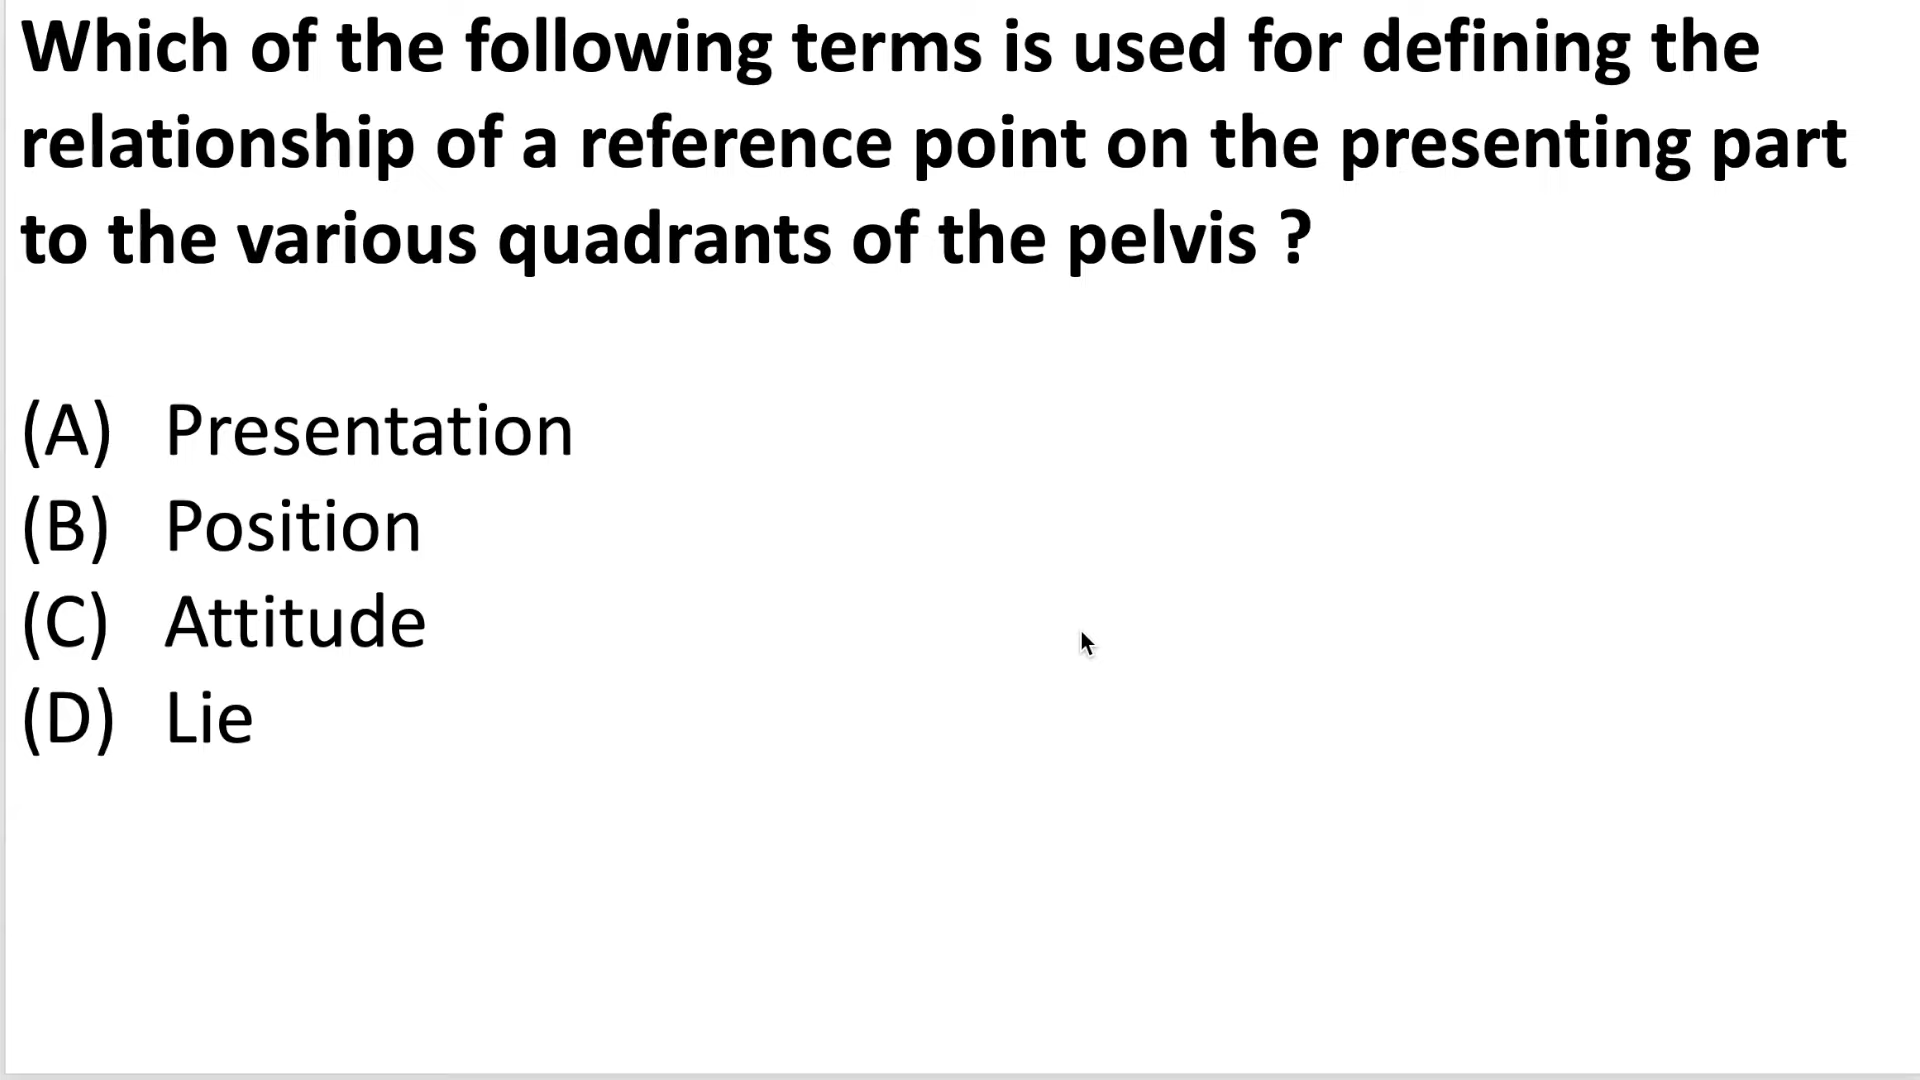 Which of the following terms is used for defining the
relationship of a reference point on the presenting part
to the various quadrants of the pelvis ?
(A) Presentation
(B) Position
(C) Attitude
(D) Lie